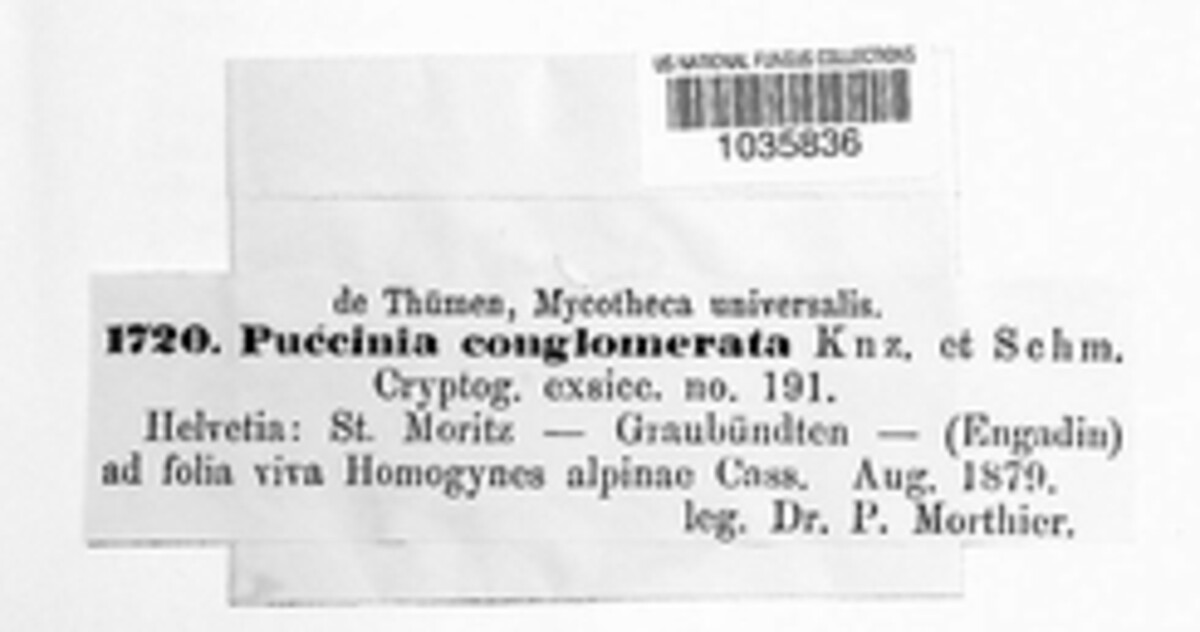 US NATIONAL FUNGUS COLLECTIONS
1035836
de Thümen, Mycotheca universalis.
1720. Puccinia conglomerata Knz. et Schm.
Cryptog. exsicc. no. 191.
Helvetia: St. Moritz — Graubündten — (Engadin)
ad folia viva Homogynes alpinae Cass. Aug. 1879.
leg. Dr. P. Morthier.